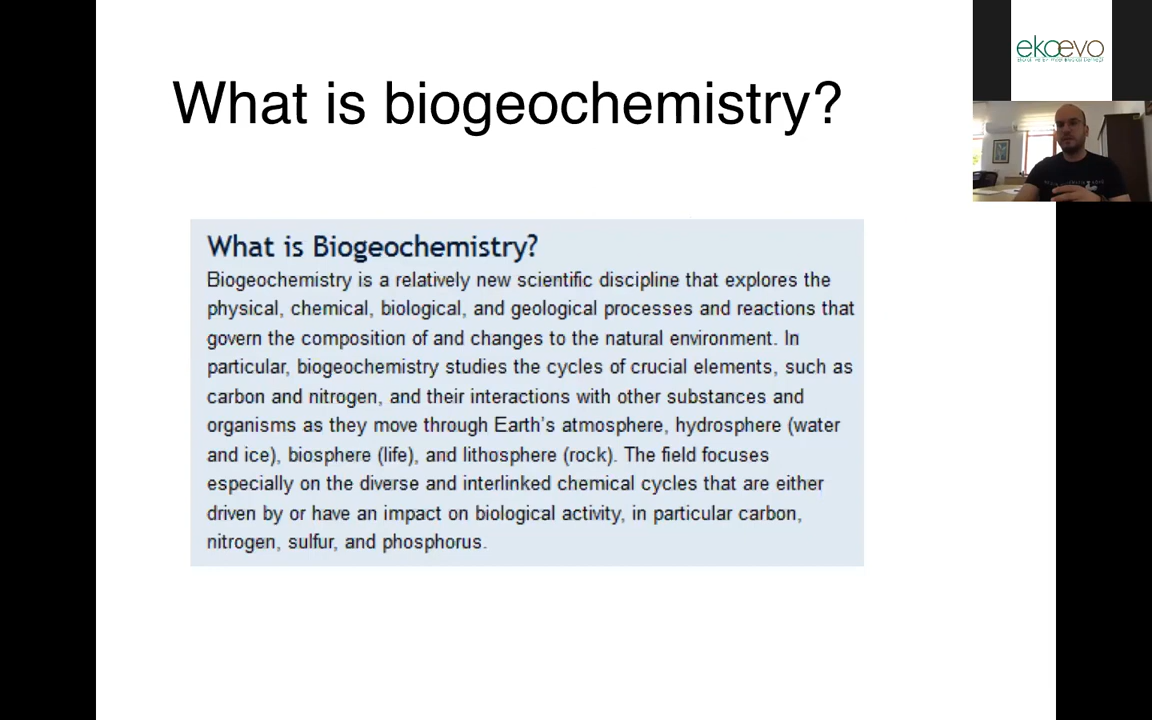 What is biogeochemistry?
ekoevo
What is Biogeochemistry?
Biogeochemistry is a relatively new scientific discipline that explores the
physical, chemical, biological, and geological processes and reactions that
govern the composition of and changes to the natural environment. In
particular, biogeochemistry studies the cycles of crucial elements, such as
carbon and nitrogen, and their interactions with other substances and
organisms as they move through Earth's atmosphere, hydrosphere (water
and ice), biosphere (life), and lithosphere (rock). The field focuses
especially on the diverse and interlinked chemical cycles that are either
driven by or have an impact on biological activity, in particular carbon,
nitrogen, sulfur, and phosphorus.